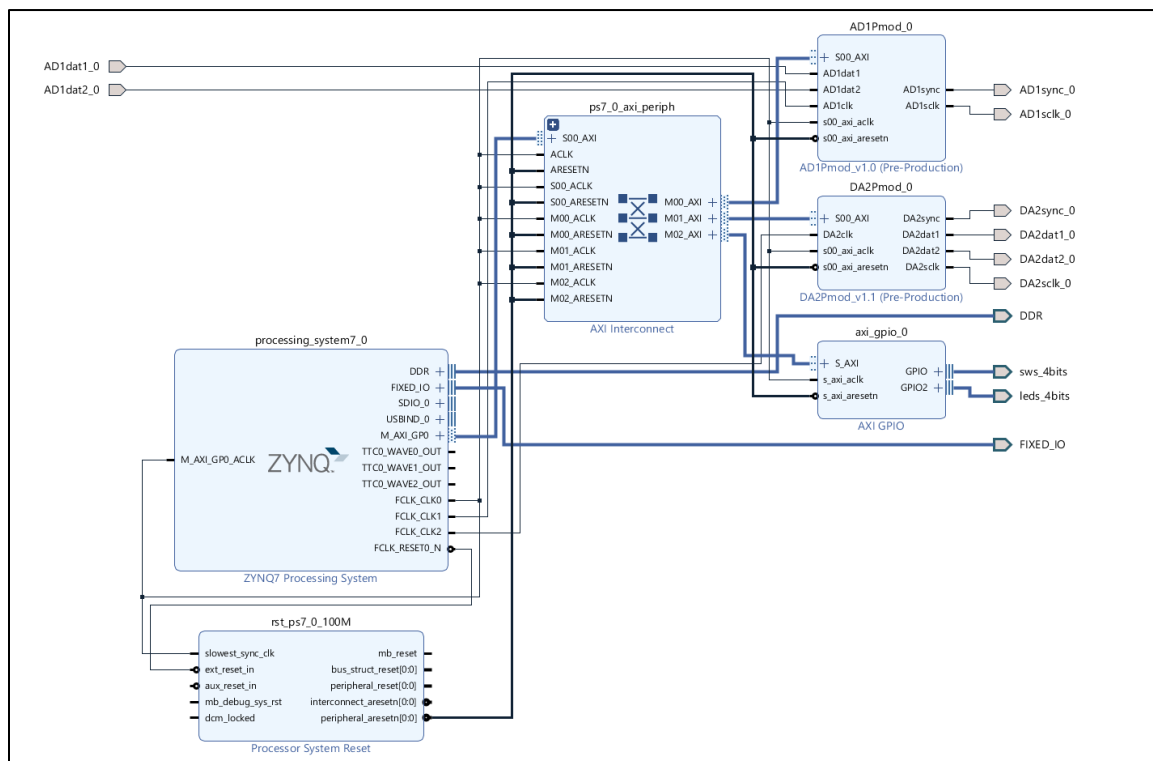 AD1dat1_0
AD1dat2_0
AD1Pmod_0
S00_AXI
AD1dat1
AD1dat2
AD1clk
s00_axi_aclk
s00_axi_aresetn
AD1sync
AD1sclk
AD1Pmod_v1.0 (Pre-Production)
AD1sync_0
AD1sclk_0
ps7_0_axi_periph
S00_AXI
ACLK
ARESETN
S00_ACLK
S00_ARESETN
M00_ACLK
M00_ARESETN
M01_ACLK
M01_ARESETN
M02_ACLK
M02_ARESETN
M00_AXI
M01_AXI
M02_AXI
AXI Interconnect
DA2Pmod_0
S00_AXI
DA2clk
s00_axi_aclk
s00_axi_aresetn
DA2sync
DA2dat1
DA2dat2
DA2sclk
DA2Pmod_v1.1 (Pre-Production)
DA2sync_0
DA2dat1_0
DA2dat2_0
DA2sclk_0
DDR
axi_gpio_0
S_AXI
s_axi_aclk
s_axi_aresetn
GPIO
GPIO2
AXI GPIO
sws_4bits
leds_4bits
FIXED_IO
processing_system7_0
M_AXI_GP0_ACLK
ZYNQ
DDR
FIXED_IO
SDIO_0
USBIND_0
M_AXI_GP0
TTC0_WAVE0_OUT
TTC0_WAVE1_OUT
TTC0_WAVE2_OUT
FCLK_CLK0
FCLK_CLK1
FCLK_CLK2
FCLK_RESET0_N
ZYNQ7 Processing System
rst_ps7_0_100M
slowest_sync_clk
ext_reset_in
aux_reset_in
mb_debug_sys_rst
dcm_locked
mb_reset
bus_struct_reset[0:0]
peripheral_reset[0:0]
interconnect_aresetn[0:0]
peripheral_aresetn[0:0]
Processor System Reset